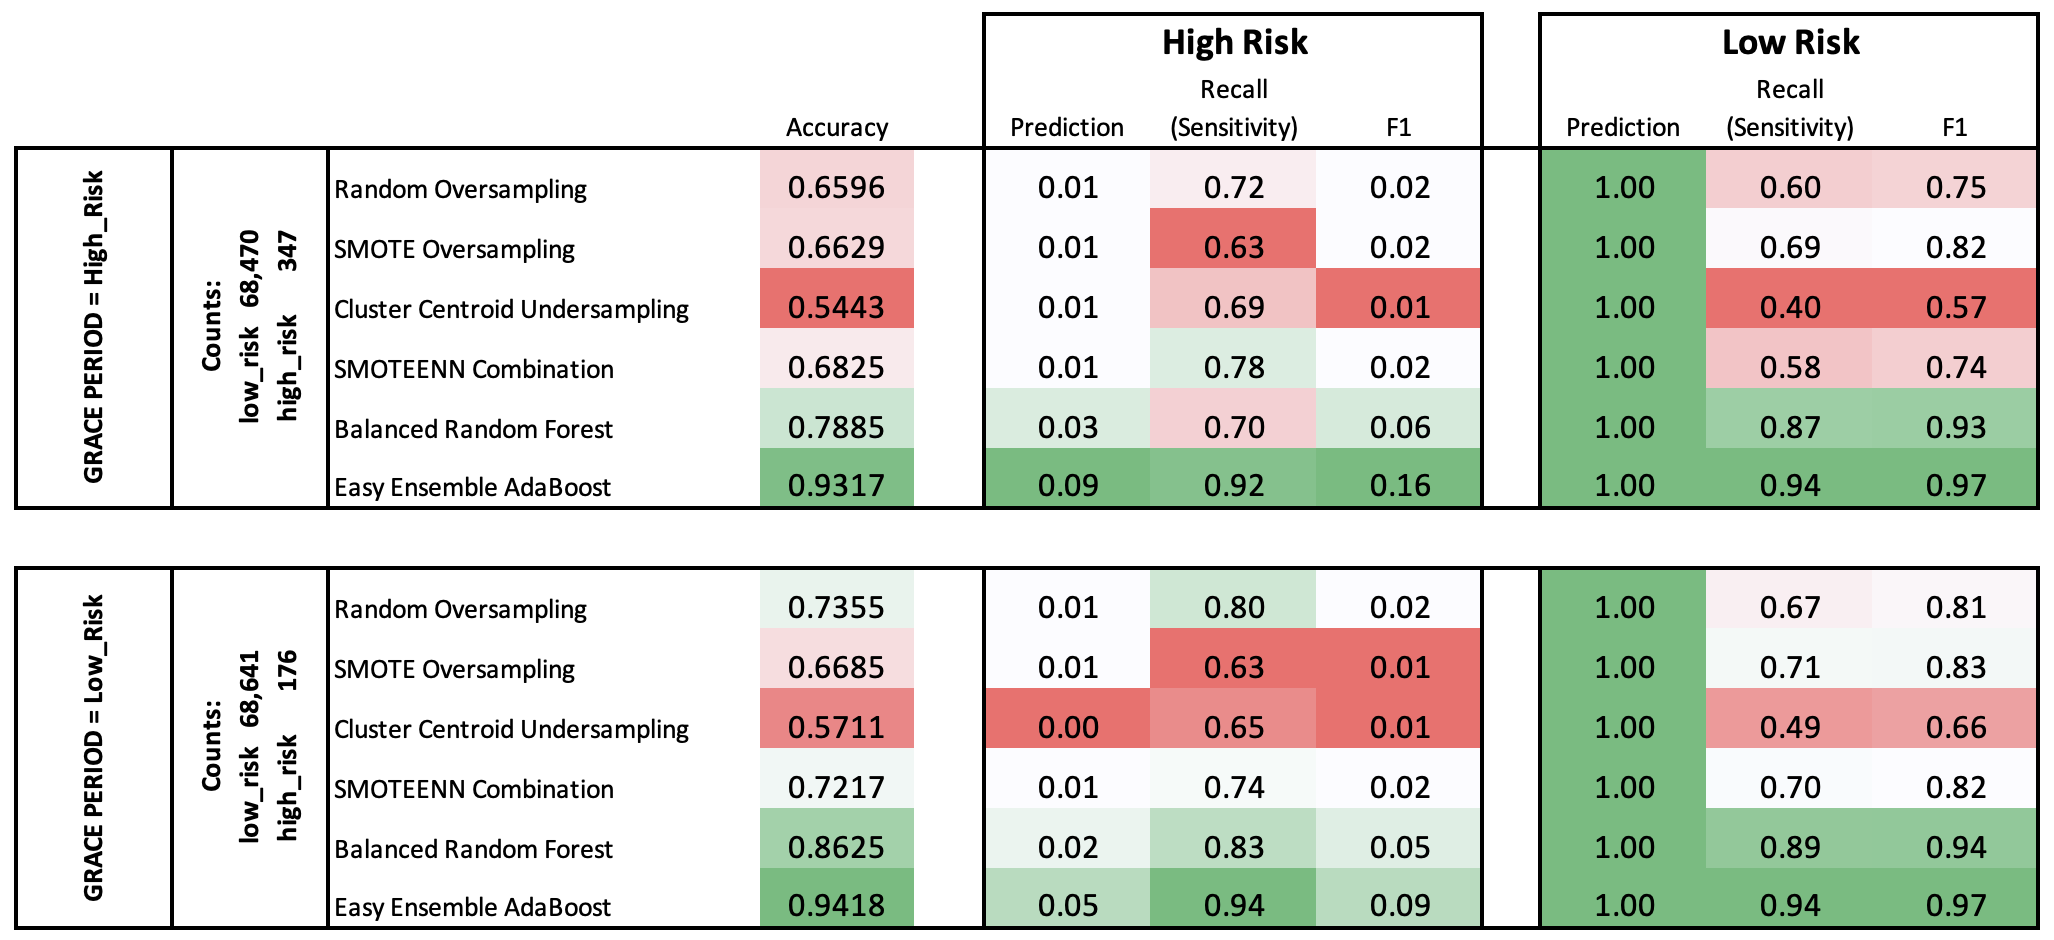 High Risk Low Risk
Recall Recall
Accuracy Prediction (Sensitivity) F1 Prediction (Sensitivity) F1
GRACE PERIOD = High_Risk
Counts:
low_risk 68,470
high_risk 347
Random Oversampling 0.6596 0.01 0.72 0.02 1.00 0.60 0.75
SMOTE Oversampling 0.6629 0.01 0.63 0.02 1.00 0.69 0.82
Cluster Centroid Undersampling 0.5443 0.01 0.69 0.01 1.00 0.40 0.57
SMOTEENN Combination 0.6825 0.01 0.78 0.02 1.00 0.58 0.74
Balanced Random Forest 0.7885 0.03 0.70 0.06 1.00 0.87 0.93
Easy Ensemble AdaBoost 0.9317 0.09 0.92 0.16 1.00 0.94 0.97
GRACE PERIOD = Low_Risk
Counts:
low_risk 68,641
high_risk 176
Random Oversampling 0.7355 0.01 0.80 0.02 1.00 0.67 0.81
SMOTE Oversampling 0.6685 0.01 0.63 0.01 1.00 0.71 0.83
Cluster Centroid Undersampling 0.5711 0.00 0.65 0.01 1.00 0.49 0.66
SMOTEENN Combination 0.7217 0.01 0.74 0.02 1.00 0.70 0.82
Balanced Random Forest 0.8625 0.02 0.83 0.05 1.00 0.89 0.94
Easy Ensemble AdaBoost 0.9418 0.05 0.94 0.09 1.00 0.94 0.97